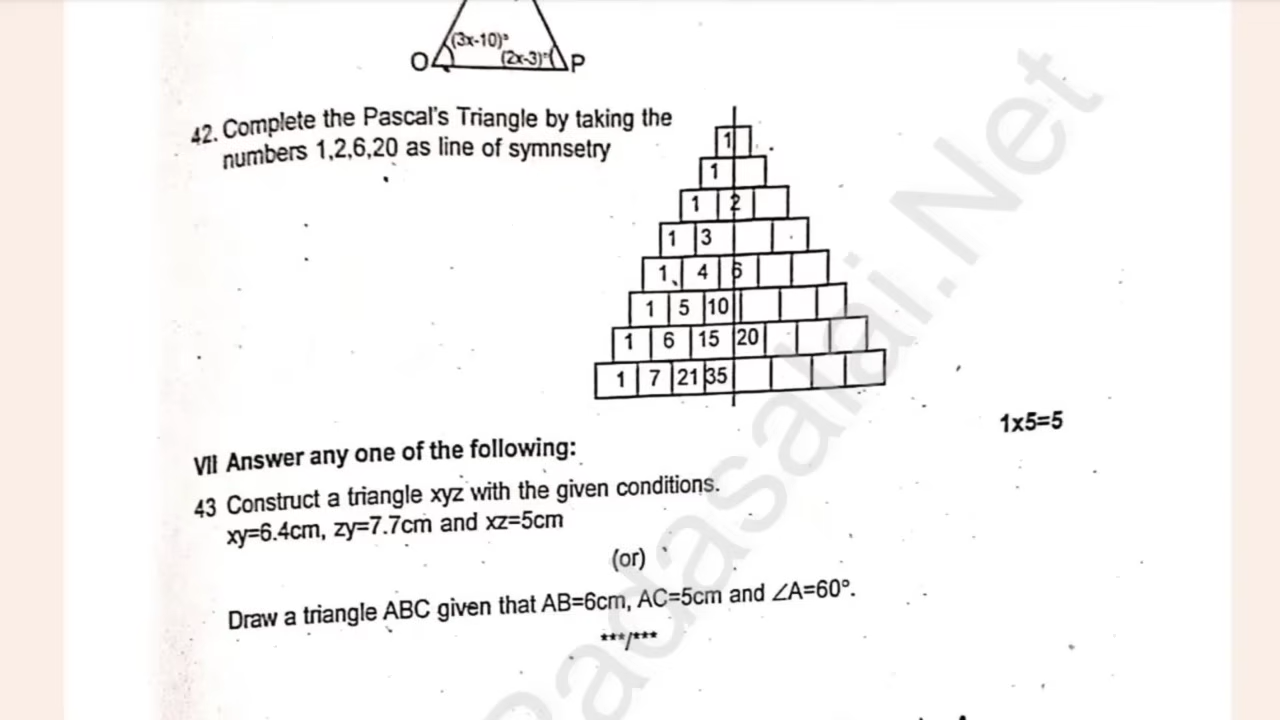 (3x-10)°
O (2x-3)° P
42. Complete the Pascal's Triangle by taking the
numbers 1,2,6,20 as line of symnsetry
1
1
1 2
1 3
1 4 6
1 5 10
1 6 15 20
1 7 21 35
1x5=5
VII Answer any one of the following:
43 Construct a triangle xyz with the given conditions.
xy=6.4cm, zy=7.7cm and xz=5cm
(or)
Draw a triangle ABC given that AB=6cm, AC=5cm and ∠A=60°.
***/***
Padasalai.Net